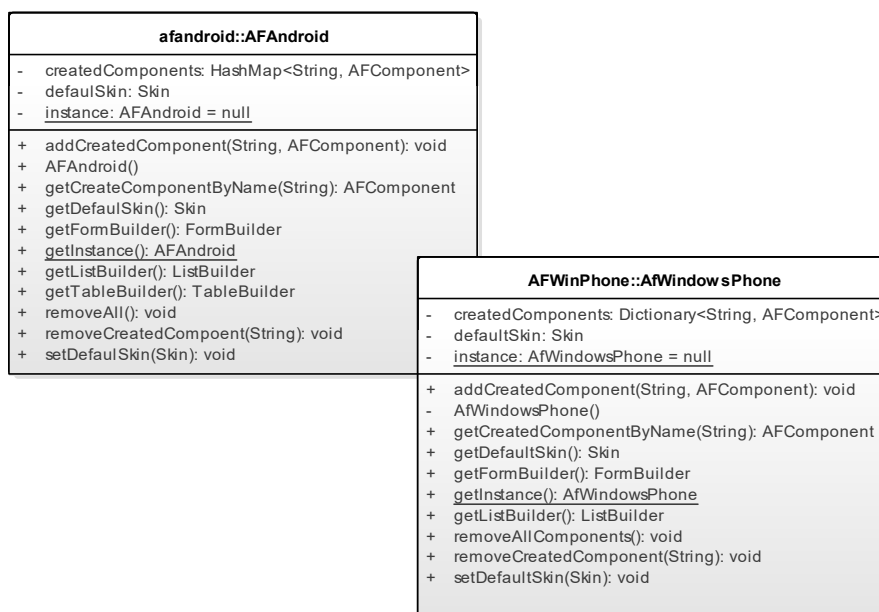 afandroid::AFAndroid
- createdComponents: HashMap<String, AFComponent>
- defaulSkin: Skin
- instance: AFAndroid = null
+ addCreatedComponent(String, AFComponent): void
+ AFAndroid()
+ getCreateComponentByName(String): AFComponent
+ getDefaulSkin(): Skin
+ getFormBuilder(): FormBuilder
+ getInstance(): AFAndroid
+ getListBuilder(): ListBuilder
+ getTableBuilder(): TableBuilder
+ removeAll(): void
+ removeCreatedCompoent(String): void
+ setDefaulSkin(Skin): void
AFWinPhone::AfWindowsPhone
- createdComponents: Dictionary<String, AFComponent>
- defaultSkin: Skin
- instance: AfWindowsPhone = null
+ addCreatedComponent(String, AFComponent): void
- AfWindowsPhone()
+ getCreatedComponentByName(String): AFComponent
+ getDefaultSkin(): Skin
+ getFormBuilder(): FormBuilder
+ getInstance(): AfWindowsPhone
+ getListBuilder(): ListBuilder
+ removeAllComponents(): void
+ removeCreatedComponent(String): void
+ setDefaultSkin(Skin): void